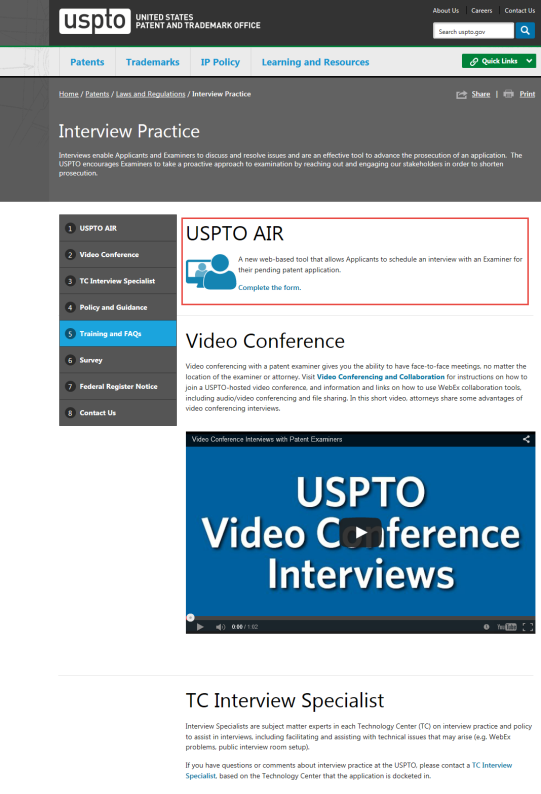 About Us | Careers | Contact Us
uspto UNITED STATES
PATENT AND TRADEMARK OFFICE
Search uspto.gov
Patents Trademarks IP Policy Learning and Resources Quick Links
Home / Patents / Laws and Regulations / Interview Practice Share | Print
Interview Practice
Interviews enable Applicants and Examiners to discuss and resolve issues and are an effective tool to advance the prosecution of an application. The
USPTO encourages Examiners to take a proactive approach to examination by reaching out and engaging our stakeholders in order to shorten
prosecution.
1 USPTO AIR
2 Video Conference
3 TC Interview Specialist
4 Policy and Guidance
5 Training and FAQs
6 Survey
7 Federal Register Notice
8 Contact Us
USPTO AIR
A new web-based tool that allows Applicants to schedule an interview with an Examiner for
their pending patent application.
Complete the form.
Video Conference
Video conferencing with a patent examiner gives you the ability to have face-to-face meetings, no matter the
location of the examiner or attorney. Visit Video Conferencing and Collaboration for instructions on how to
join a USPTO-hosted video conference, and information and links on how to use WebEx collaboration tools,
including audio/video conferencing and file sharing. In this short video, attorneys share some advantages of
video conferencing interviews.
Video Conference Interviews with Patent Examiners
USPTO
Video Conference
Interviews
0:00 / 1:02 YouTube
TC Interview Specialist
Interview Specialists are subject matter experts in each Technology Center (TC) on interview practice and policy
to assist in interviews, including facilitating and assisting with technical issues that may arise (e.g. WebEx
problems, public interview room setup).
If you have questions or comments about interview practice at the USPTO, please contact a TC Interview
Specialist, based on the Technology Center that the application is docketed in.